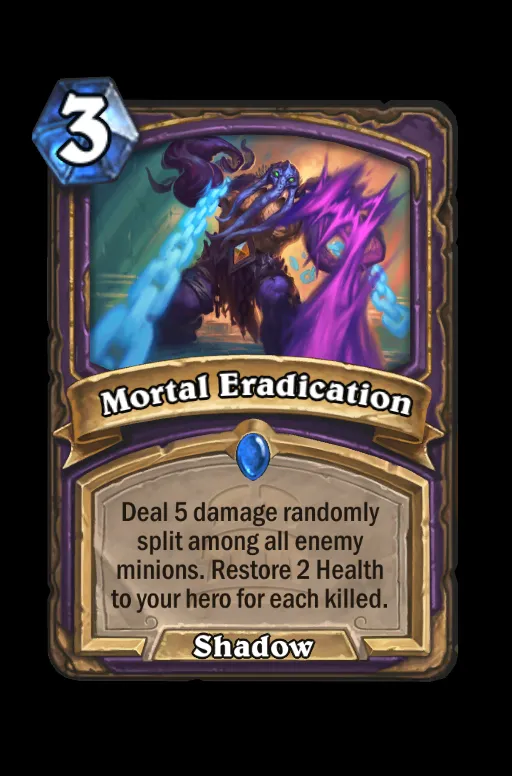 3
Mortal Eradication
Deal 5 damage randomly
split among all enemy
minions. Restore 2 Health
to your hero for each killed.
Shadow